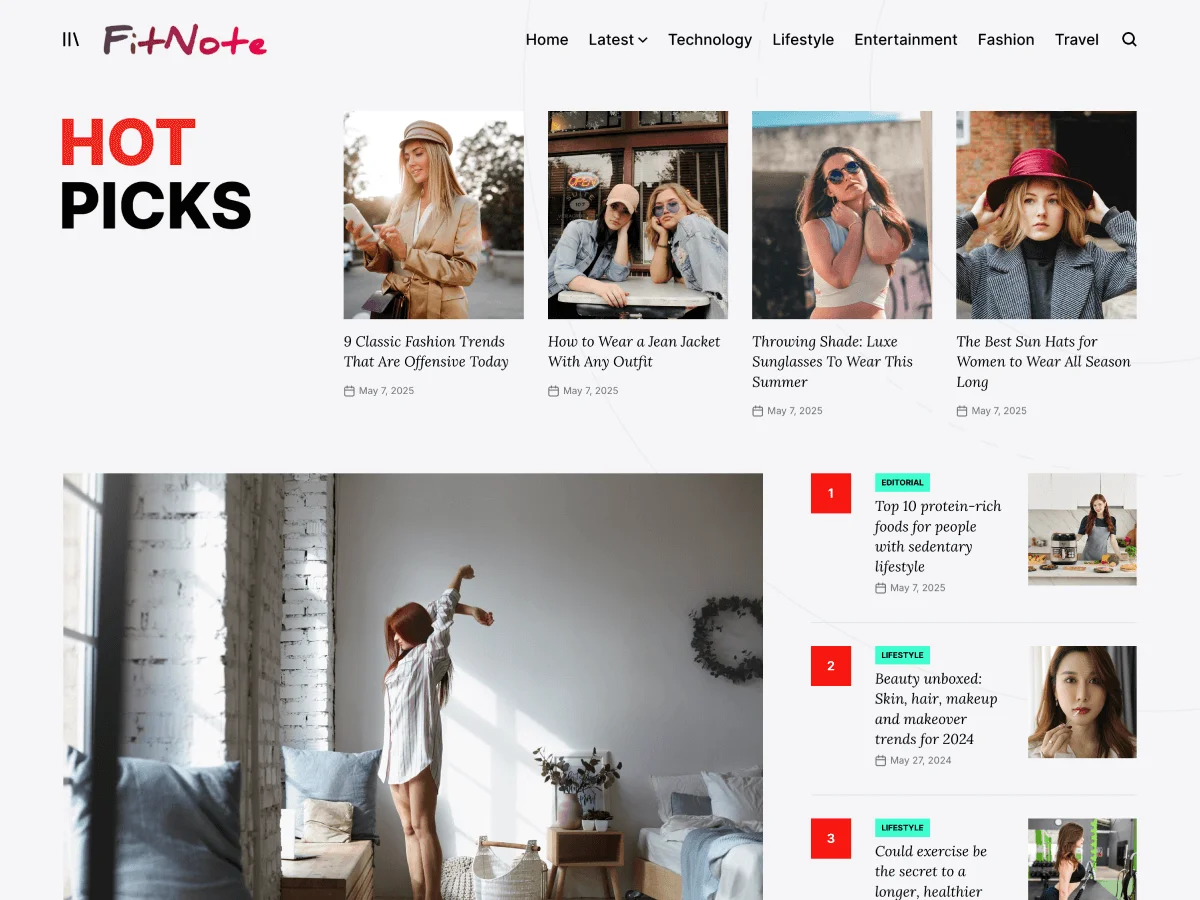 FitNote
Home Latest Technology Lifestyle Entertainment Fashion Travel
HOT
PICKS
OPEN
9 Classic Fashion Trends
That Are Offensive Today
May 7, 2025
How to Wear a Jean Jacket
With Any Outfit
May 7, 2025
Throwing Shade: Luxe
Sunglasses To Wear This
Summer
May 7, 2025
The Best Sun Hats for
Women to Wear All Season
Long
May 7, 2025
1
EDITORIAL
Top 10 protein-rich
foods for people
with sedentary
lifestyle
May 7, 2025
2
LIFESTYLE
Beauty unboxed:
Skin, hair, makeup
and makeover
trends for 2024
May 27, 2024
3
LIFESTYLE
Could exercise be
the secret to a
longer, healthier